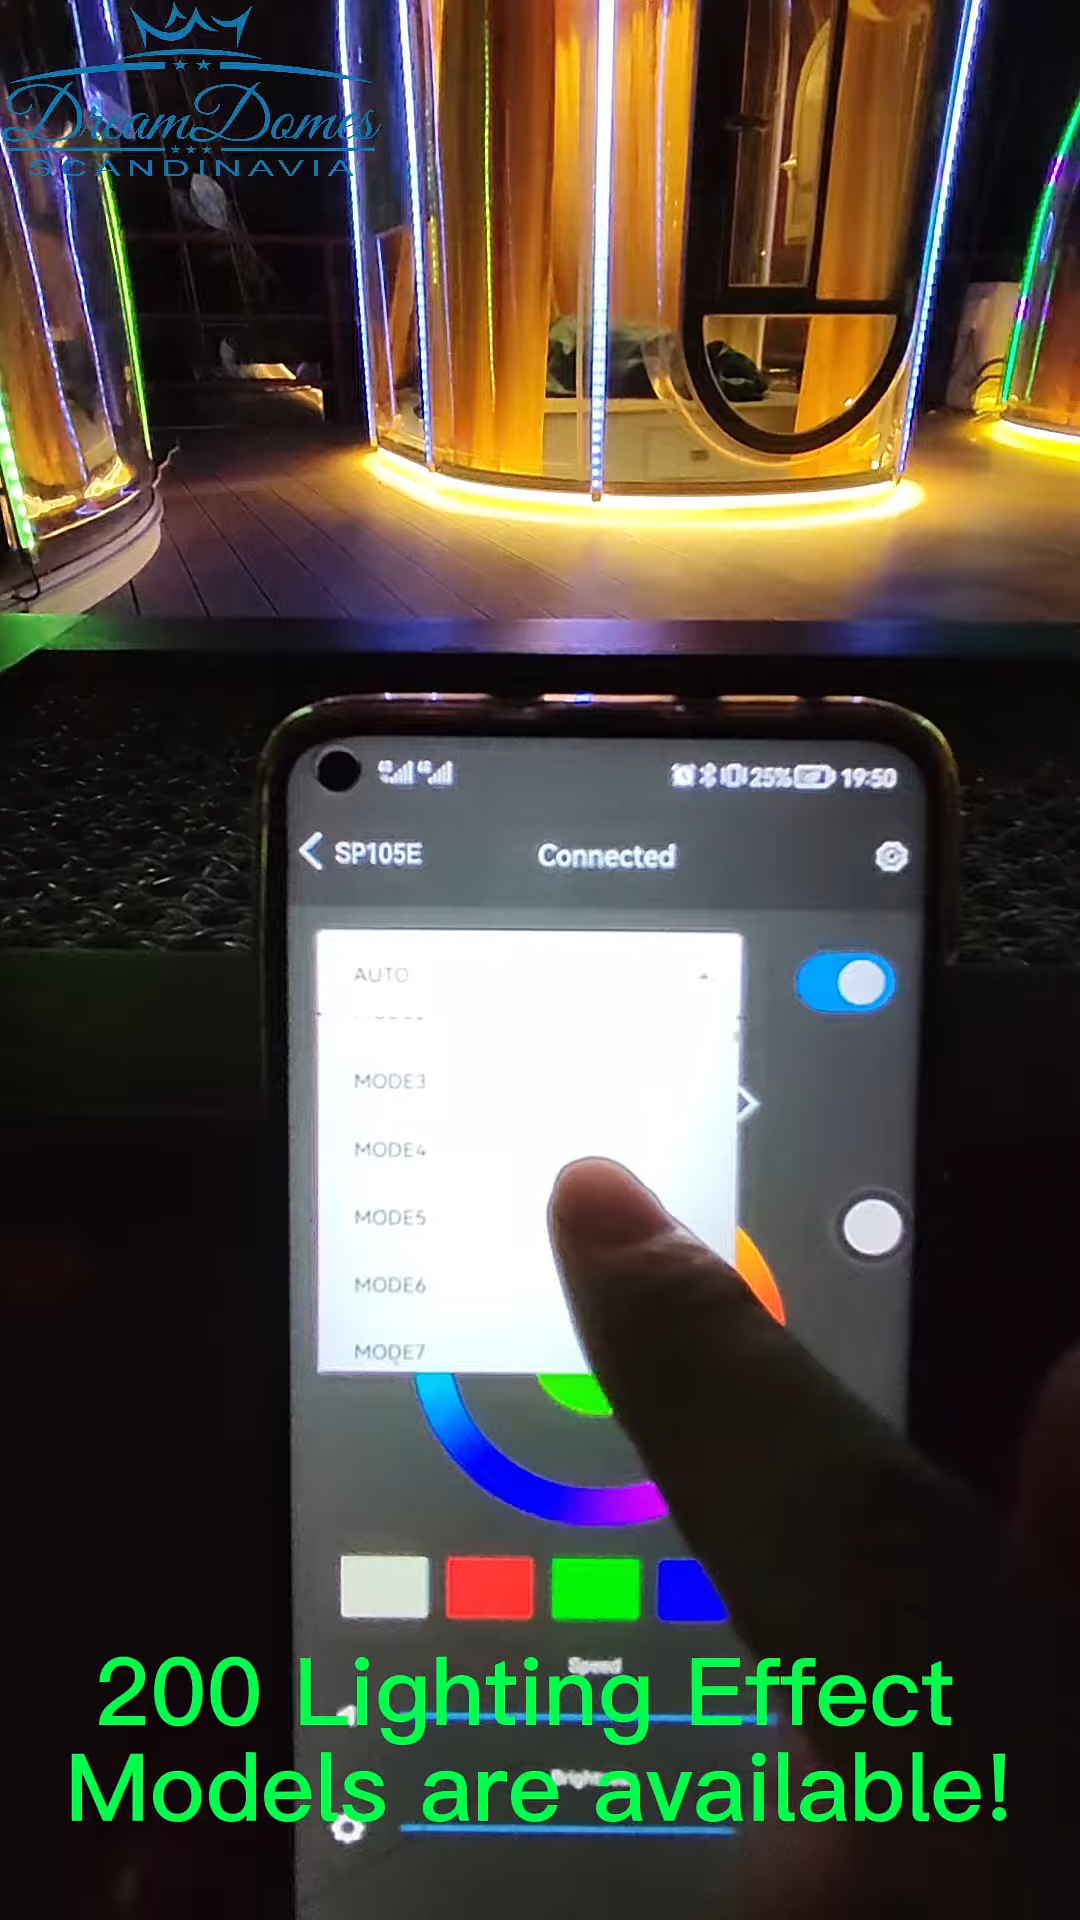 DreamDomes
SCANDINAVIA
25% 19:50
SP105E Connected
AUTO
MODE3
MODE4
MODE5
MODE6
MODE7
Speed
200 Lighting Effect
Models are available!